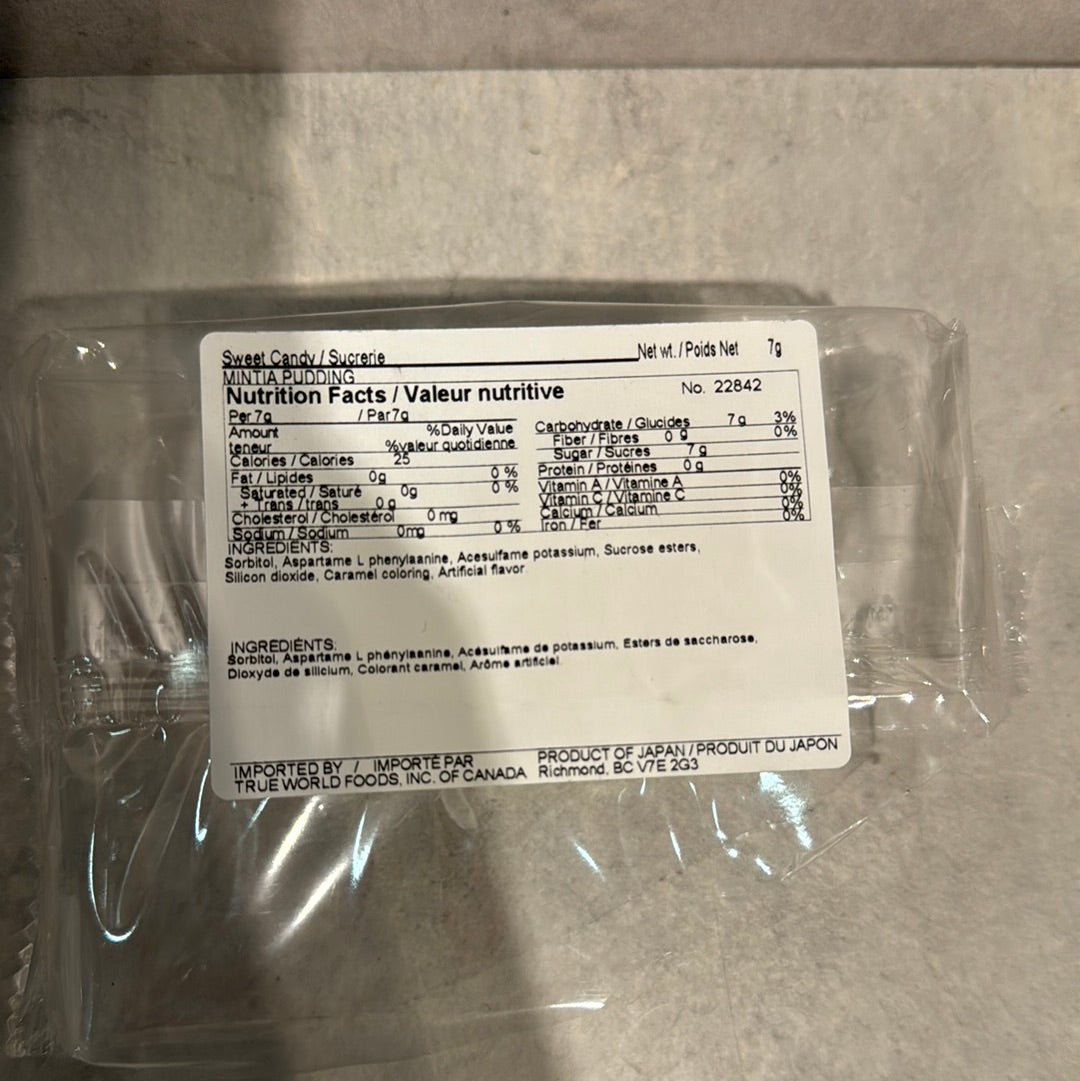 Sweet Candy / Sucrerie Net wt. / Poids Net 7g
MINTIA PUDDING
Nutrition Facts / Valeur nutritive No. 22842
Per 7g / Par 7g
Amount %Daily Value
teneur %valeur quotidienne
Calories / Calories 25
Fat / Lipides 0g 0 %
Saturated / Saturé 0g 0 %
+ Trans / trans 0g
Cholesterol / Cholestérol 0 mg
Sodium / Sodium 0mg 0 %
Carbohydrate / Glucides 7 g 3%
Fiber / Fibres 0 g 0%
Sugar / Sucres 7 g
Protein / Protéines 0 g
Vitamin A / Vitamine A 0%
Vitamin C / Vitamine C 0%
Calcium / Calcium 0%
Iron / Fer 0%
INGREDIENTS:
Sorbitol, Aspartame L phenylaanine, Acesulfame potassium, Sucrose esters,
Silicon dioxide, Caramel coloring, Artificial flavor
INGREDIÉNTS:
Sorbitol, Aspartame L phénylaanine, Acésulfame de potassium, Esters de saccharose,
Dioxyde de silicium, Colorant caramel, Arôme artificiel
IMPORTED BY / IMPORTÉ PAR PRODUCT OF JAPAN / PRODUIT DU JAPON
TRUE WORLD FOODS, INC. OF CANADA Richmond, BC V7E 2G3